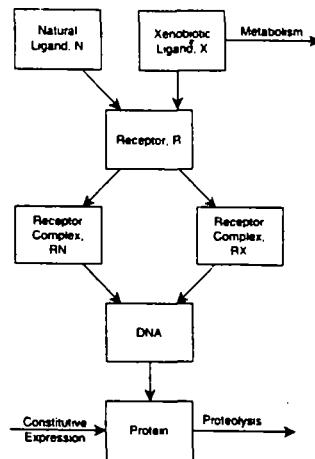 Natural
Ligand, N
Xenobiotic
Ligand, X
Metabolism
Receptor, R
Receptor
Complex,
RN
Receptor
Complex,
RX
DNA
Constitutive
Expression
Protein
Proteolysis